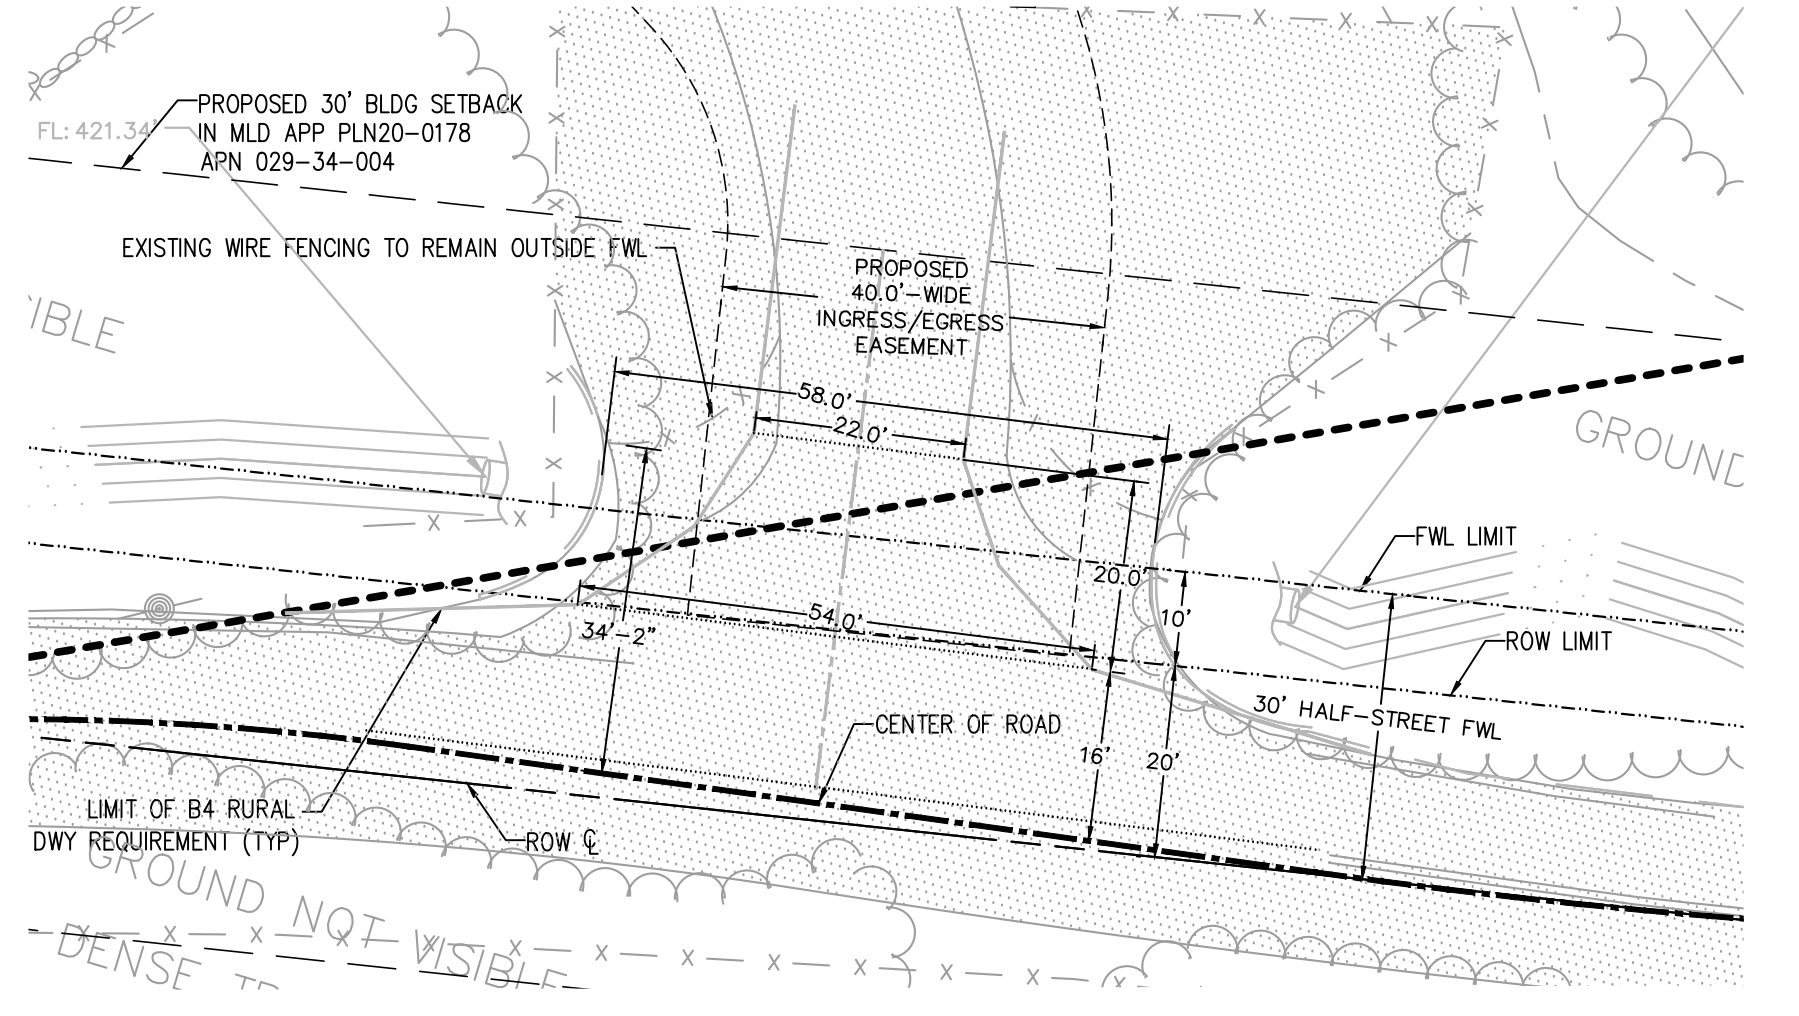 PROPOSED 30' BLDG SETBACK
IN MLD APP PLN20-0178
APN 029-34-004
FL: 421.34'
EXISTING WIRE FENCING TO REMAIN OUTSIDE FWL
PROPOSED
40.0'-WIDE
INGRESS/EGRESS
EASEMENT
IBLE
58.0'
22.0'
GROUND
FWL LIMIT
20.0'
10'
54.0'
34'-2"
ROW LIMIT
30' HALF-STREET FWL
CENTER OF ROAD
16'
20'
LIMIT OF B4 RURAL
DWY REQUIREMENT (TYP)
ROW ℄
GROUND NOT VISIBLE
DENSE